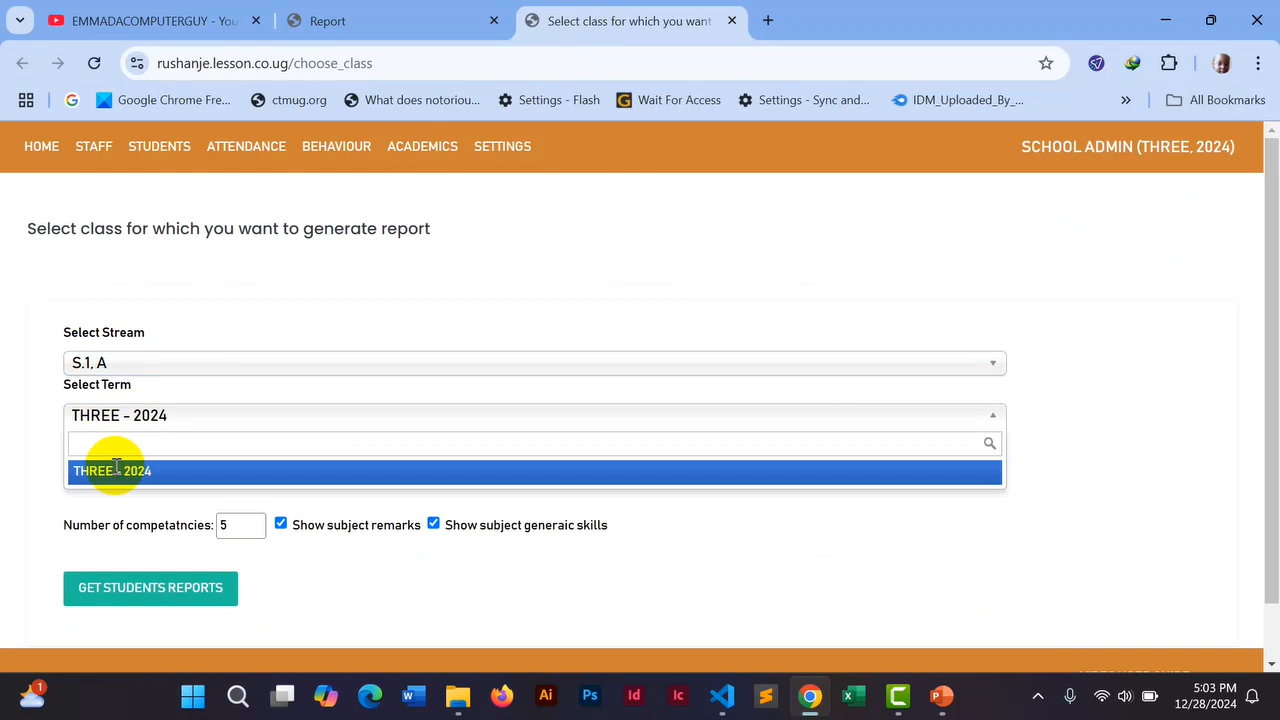 EMMADACOMPUTERGUY - You
Report
Select class for which you want
rushanje.lesson.co.ug/choose_class
Google Chrome Fre...
ctmug.org
What does notoriou...
Settings - Flash
Wait For Access
Settings - Sync and...
IDM_Uploaded_By_...
All Bookmarks
HOME STAFF STUDENTS ATTENDANCE BEHAVIOUR ACADEMICS SETTINGS
SCHOOL ADMIN (THREE, 2024)
Select class for which you want to generate report
Select Stream
S.1, A
Select Term
THREE - 2024
THREE - 2024
Number of competatncies: 5 Show subject remarks Show subject generaic skills
GET STUDENTS REPORTS
5:03 PM
12/28/2024